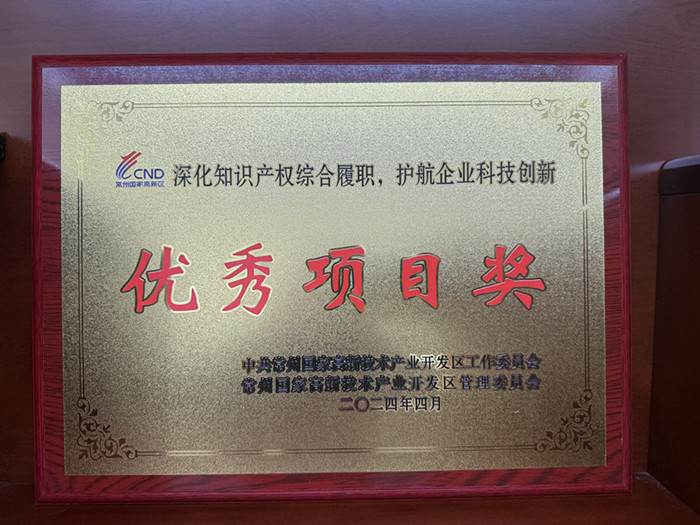 CND
常州国家高新区
深化知识产权综合履职，护航企业科技创新
优秀项目奖
中共常州国家高新技术产业开发区工作委员会
常州国家高新技术产业开发区管理委员会
二〇二四年四月